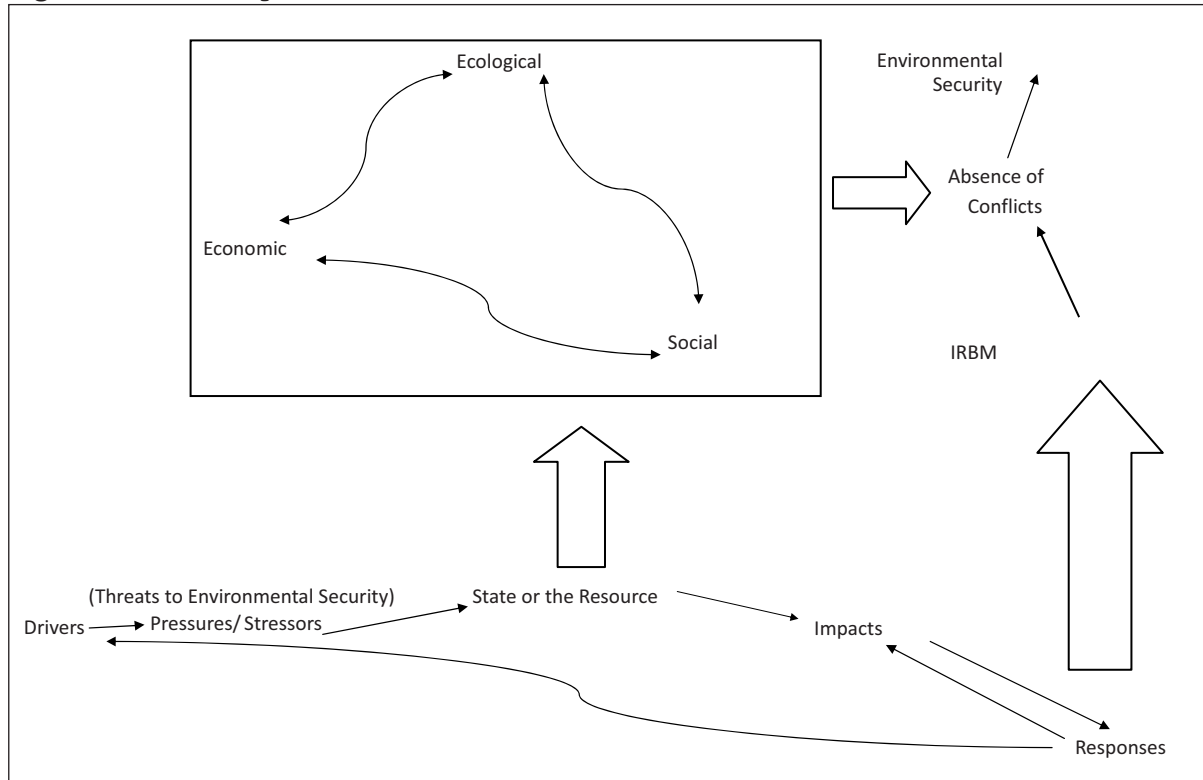 Ecological
Environmental
Security
Absence of
Conflicts
Economic
Social
IRBM
(Threats to Environmental Security)
State or the Resource
Drivers
Pressures/ Stressors
Impacts
Responses